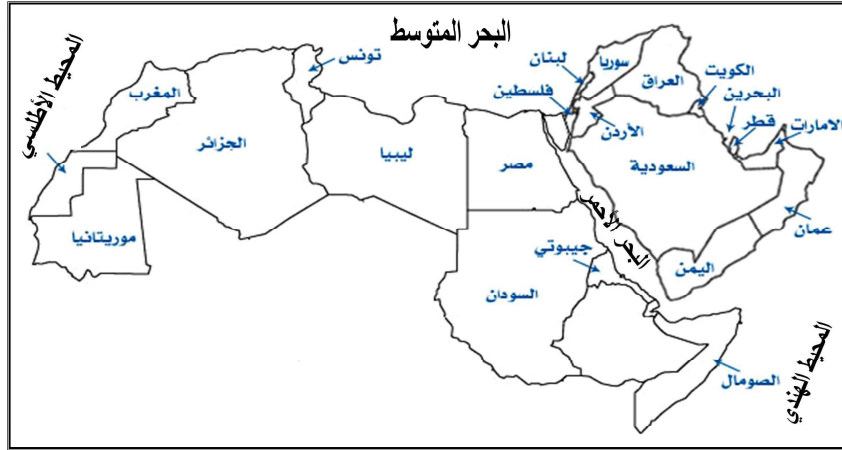 البحر المتوسط
المحيط الأطلسي
تونس
لبنان
سوريا
العراق
الكويت
المغرب
فلسطين
البحرين
الجزائر
ليبيا
مصر
الأردن
قطر
الامارات
السعودية
موريتانيا
البحر الأحمر
جيبوتي
عمان
السودان
اليمن
الصومال
المحيط الهندي